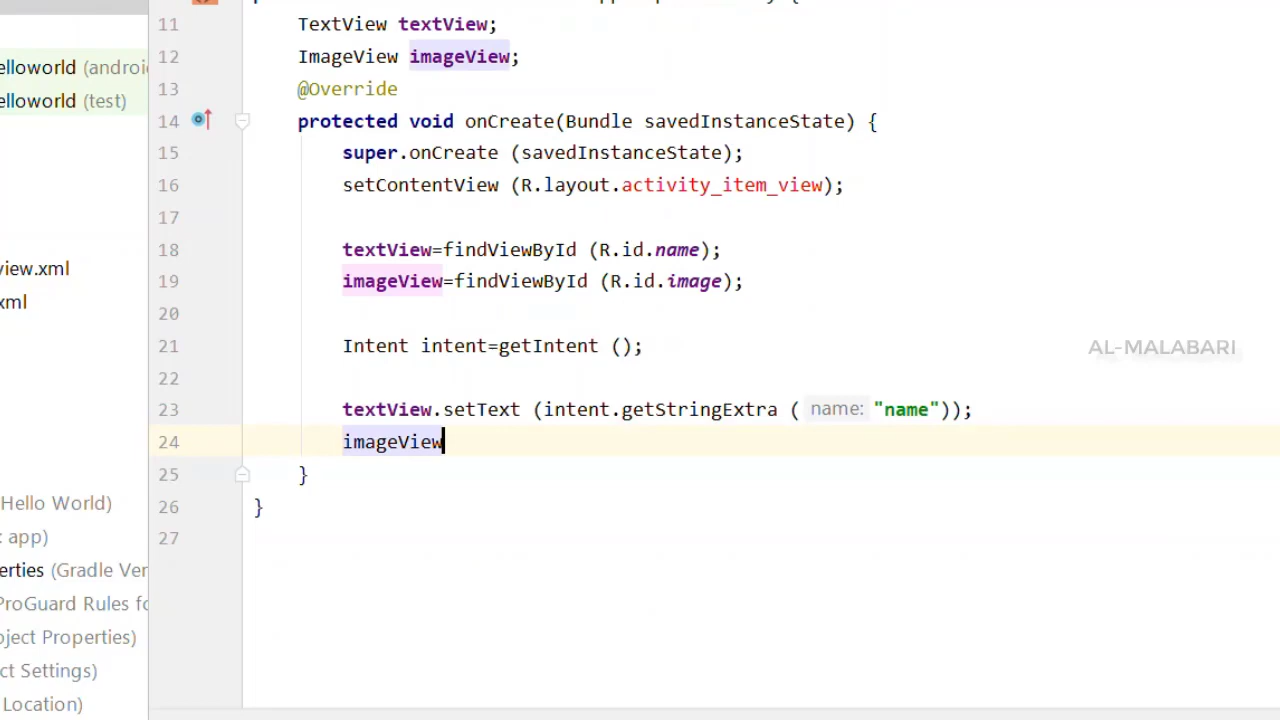 11 TextView textView;
12 ImageView imageView;
13 @Override
14 protected void onCreate(Bundle savedInstanceState) {
15 super.onCreate (savedInstanceState);
16 setContentView (R.layout.activity_item_view);
17
18 textView=findViewById (R.id.name);
19 imageView=findViewById (R.id.image);
20
21 Intent intent=getIntent ();
22
23 textView.setText (intent.getStringExtra ( name: "name"));
24 imageView
25 }
26 }
27
elloworld (androi
elloworld (test)
view.xml
xml
(Hello World)
: app)
erties (Gradle Ver
ProGuard Rules fo
oject Properties)
ct Settings)
Location)
AL-MALABARI